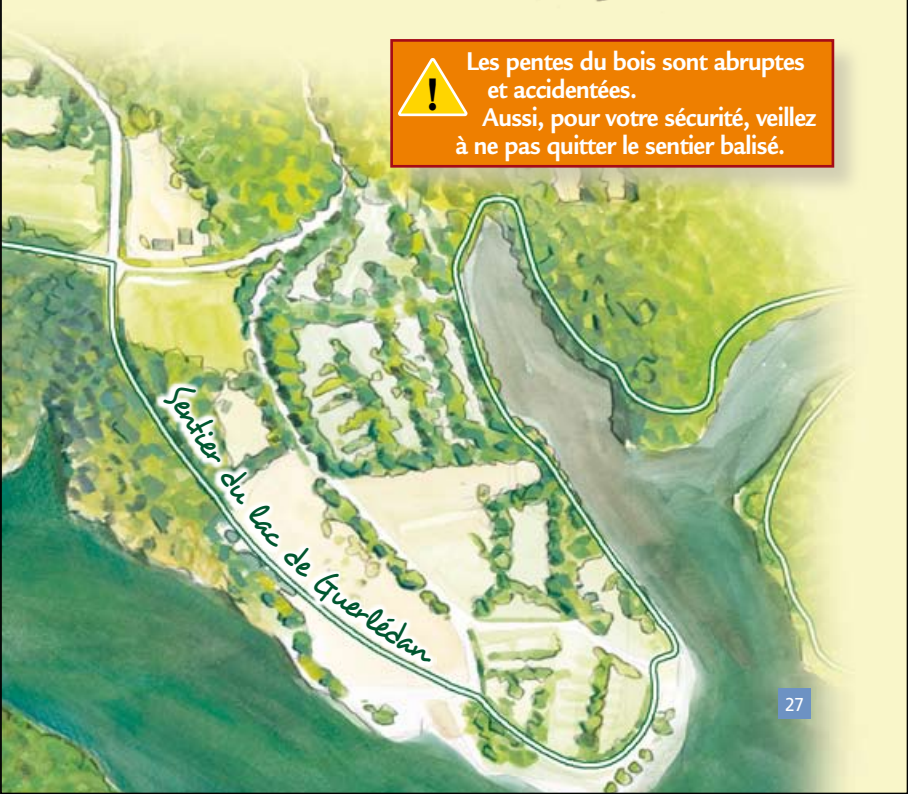 Les pentes du bois sont abruptes
et accidentées.
Aussi, pour votre sécurité, veillez
à ne pas quitter le sentier balisé.
Sentier du lac de Guerlédan
27